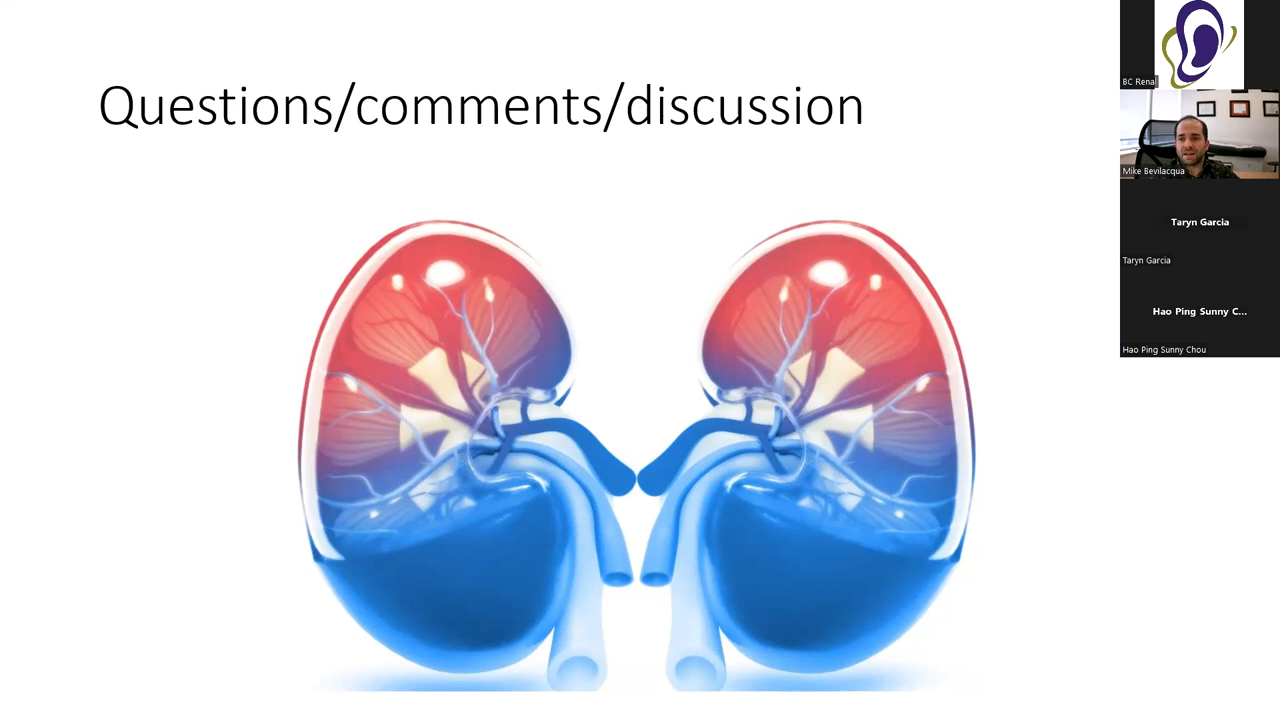 Questions/comments/discussion
BC Renal
Mike Bevilacqua
Taryn Garcia
Taryn Garcia
Hao Ping Sunny C...
Hao Ping Sunny Chou